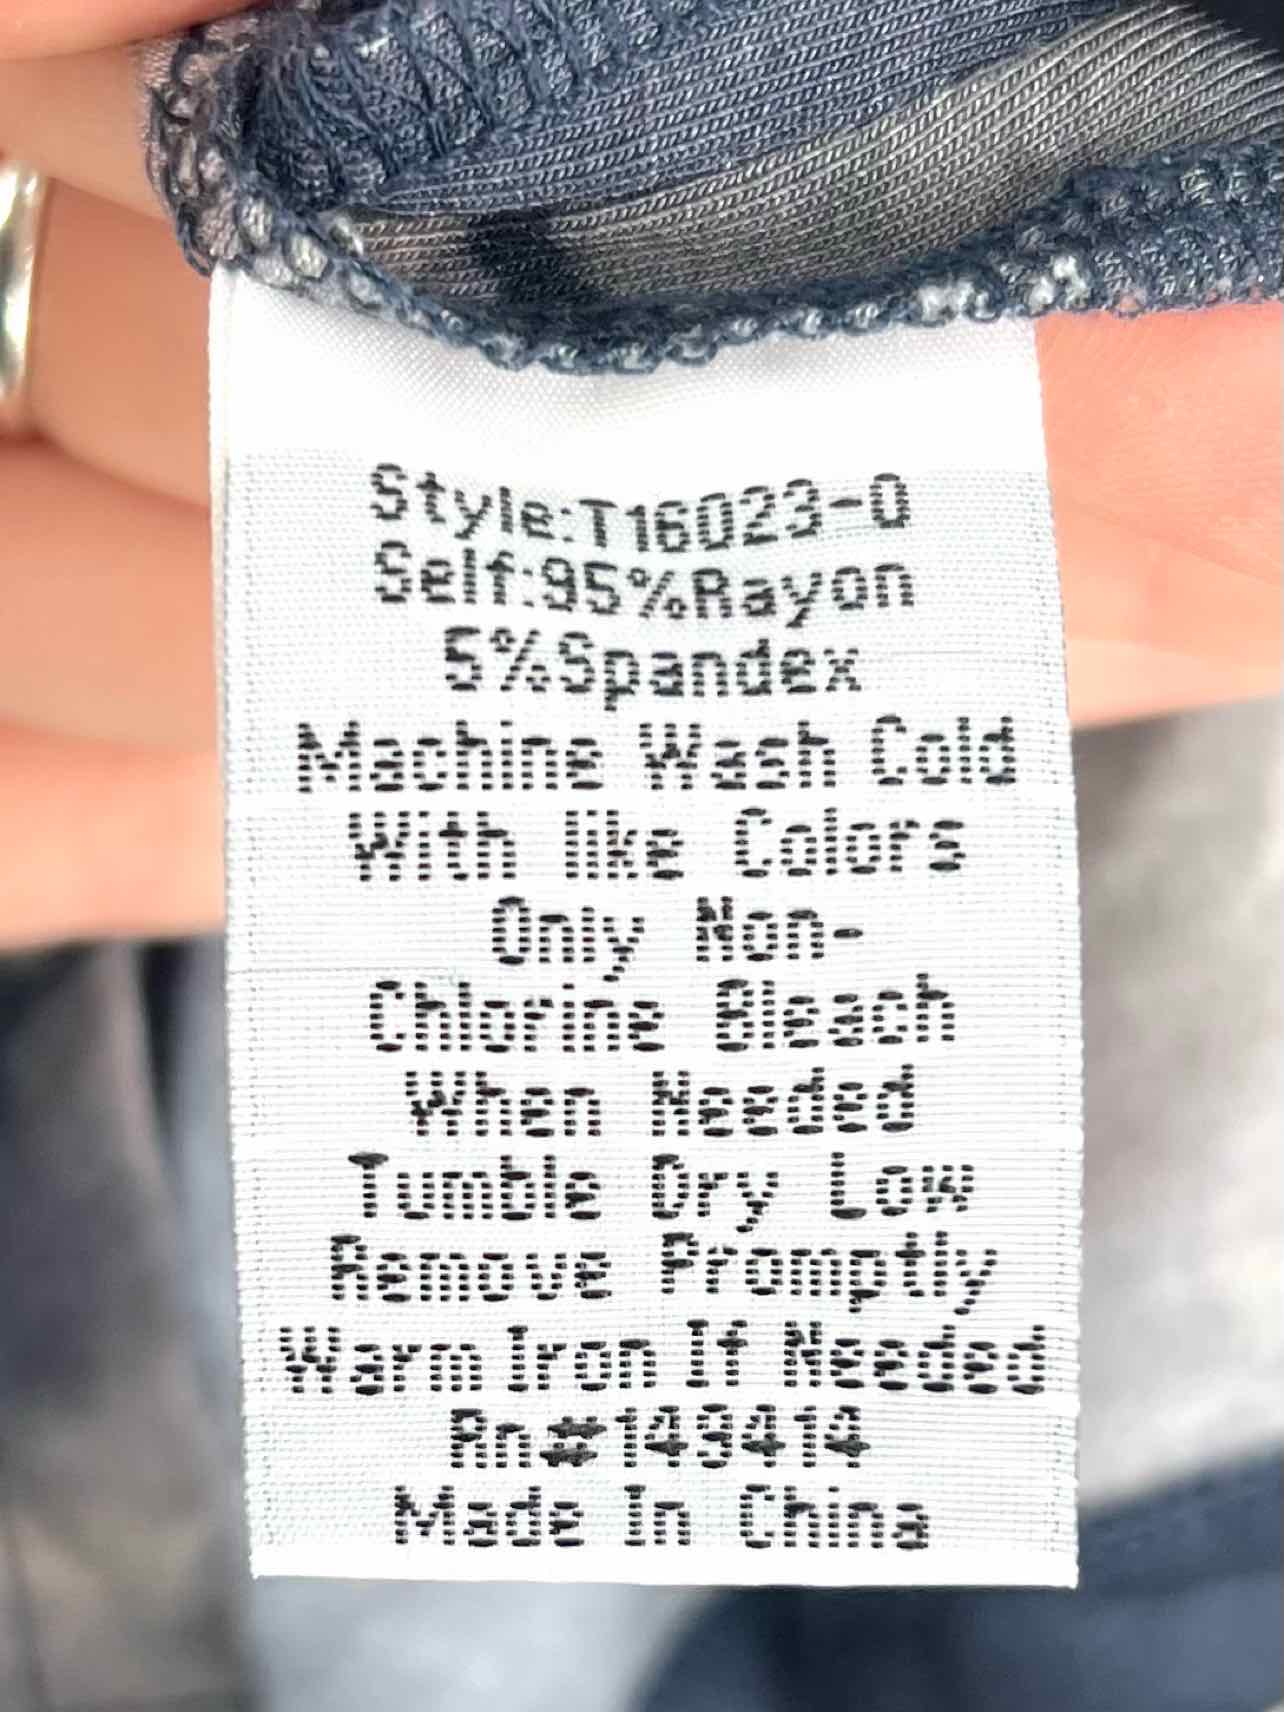 Style:T16023-0
Self:95%Rayon
5%Spandex
Machine Wash Cold
With like Colors
Only Non-
Chlorine Bleach
When Needed
Tumble Dry Low
Remove Promptly
Warm Iron If Needed
Rn#149414
Made In China